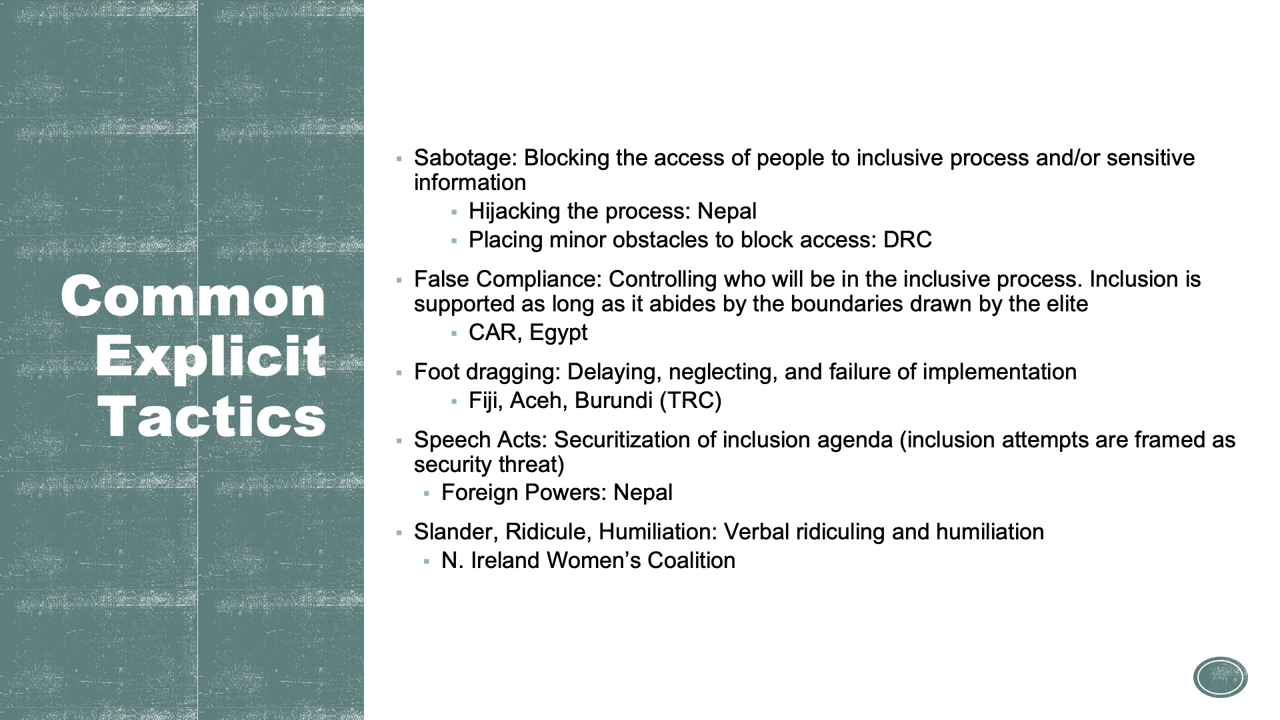 Common
Explicit
Tactics
Sabotage: Blocking the access of people to inclusive process and/or sensitive
information
Hijacking the process: Nepal
Placing minor obstacles to block access: DRC
False Compliance: Controlling who will be in the inclusive process. Inclusion is
supported as long as it abides by the boundaries drawn by the elite
CAR, Egypt
Foot dragging: Delaying, neglecting, and failure of implementation
Fiji, Aceh, Burundi (TRC)
Speech Acts: Securitization of inclusion agenda (inclusion attempts are framed as
security threat)
Foreign Powers: Nepal
Slander, Ridicule, Humiliation: Verbal ridiculing and humiliation
N. Ireland Women’s Coalition